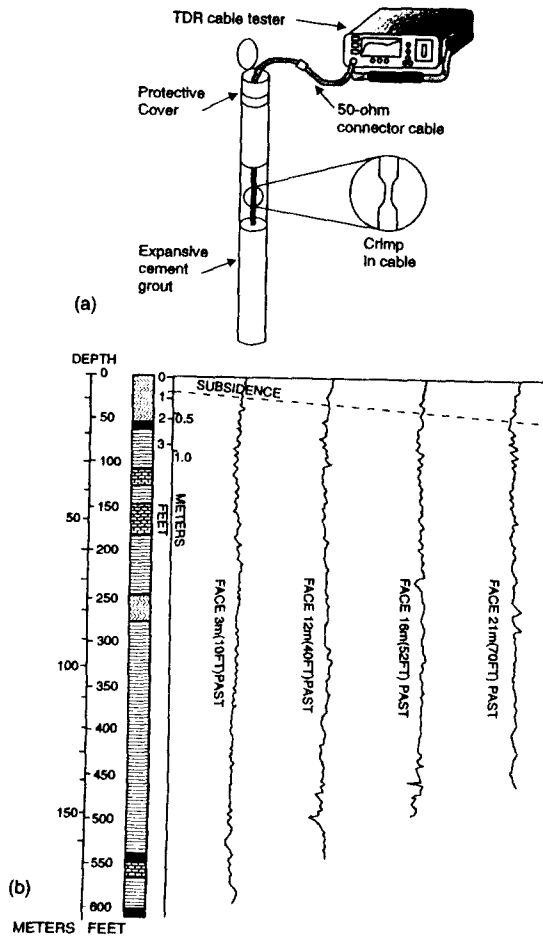 TDR cable tester
Protective
Cover
50-ohm
connector cable
Crimp
In cable
Expansive
cement
grout
(a)
DEPTH
0
50
100
150
200
250
300
350
400
450
500
550
600
50
100
150
METERS FEET
0
1
2
3
FEET
0.5
1.0
METERS
SUBSIDENCE
FACE 3m(10FT)PAST
FACE 12m(40FT)PAST
FACE 16m(52FT) PAST
FACE 21m(70FT) PAST
(b)